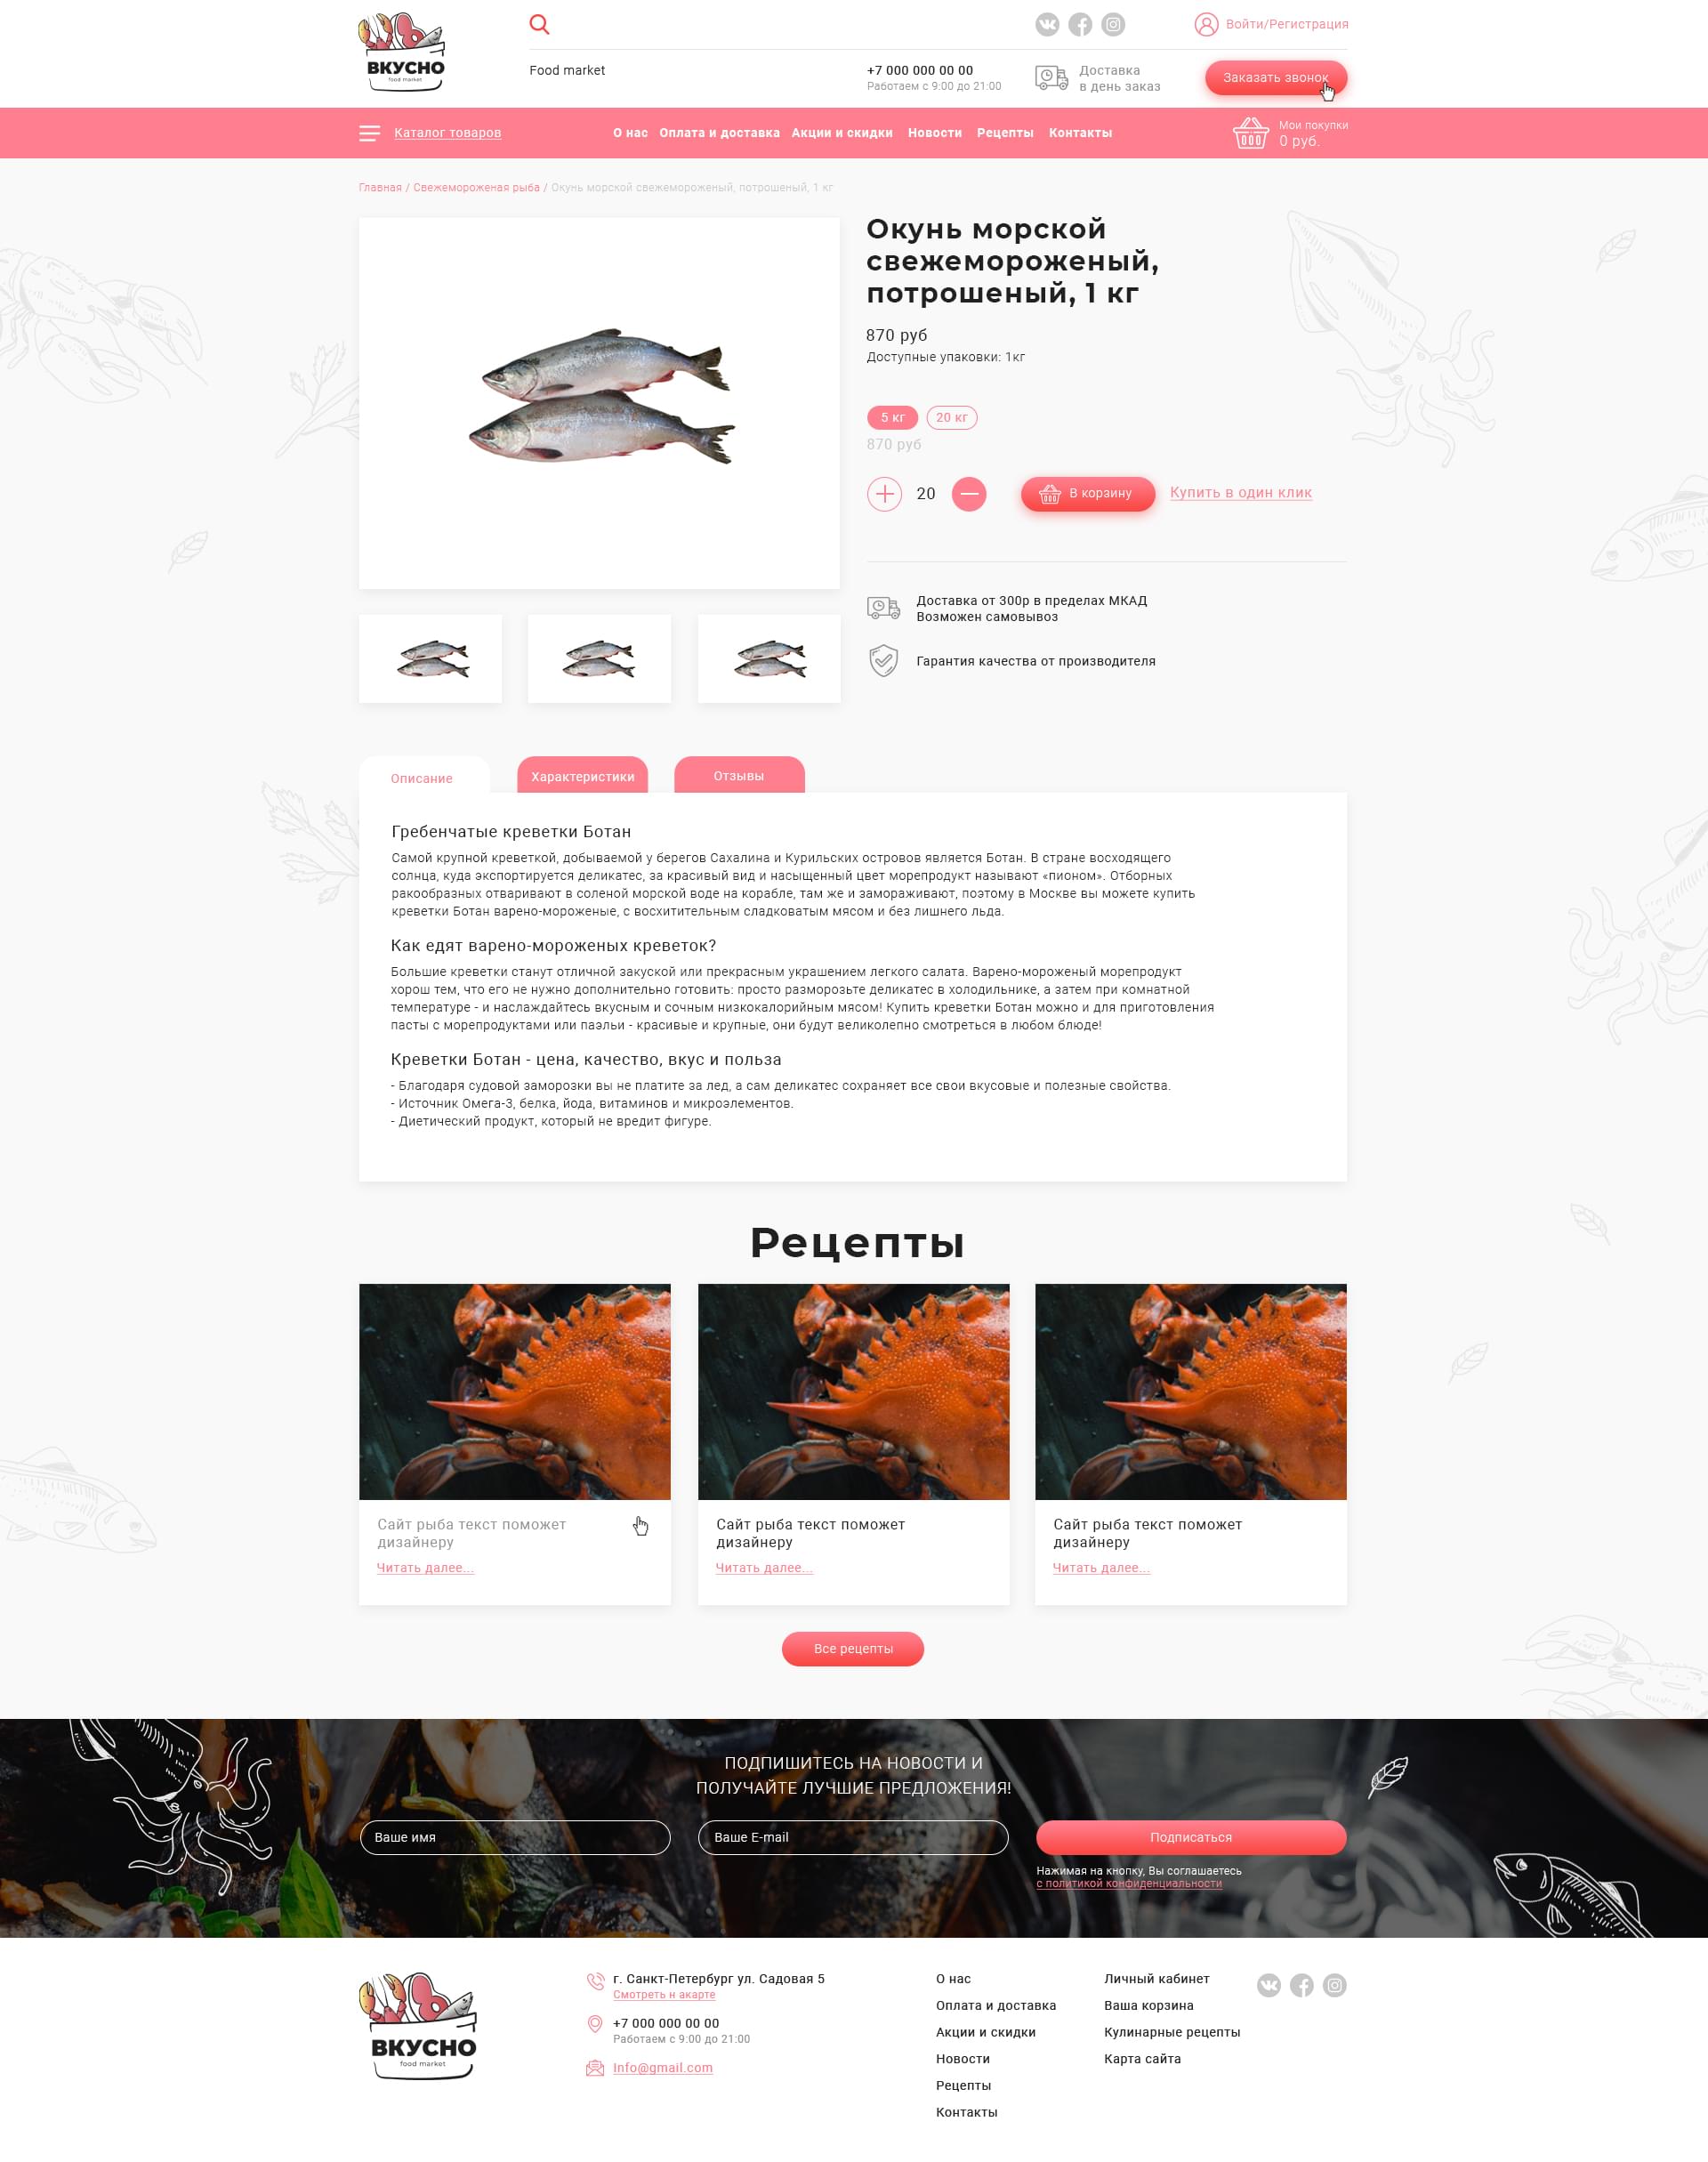 ВКУСНО
food market
Войти/Регистрация
Food market
+7 000 000 00 00
Работаем с 9:00 до 21:00
Доставка
в день заказ
Заказать звонок
Каталог товаров
О нас Оплата и доставка Акции и скидки Новости Рецепты Контакты
Мои покупки
0 руб.
Главная / Свежемороженая рыба / Окунь морской свежемороженый, потрошеный, 1 кг
Окунь морской
свежемороженый,
потрошеный, 1 кг
870 руб
Доступные упаковки: 1кг
5 кг 20 кг
870 руб
20
В корзину
Купить в один клик
Доставка от 300р в пределах МКАД
Возможен самовывоз
Гарантия качества от производителя
Описание Характеристики Отзывы
Гребенчатые креветки Ботан
Самой крупной креветкой, добываемой у берегов Сахалина и Курильских островов является Ботан. В стране восходящего
солнца, куда экспортируется деликатес, за красивый вид и насыщенный цвет морепродукт называют «пионом». Отборных
ракообразных отваривают в соленой морской воде на корабле, там же и замораживают, поэтому в Москве вы можете купить
креветки Ботан варено-мороженые, с восхитительным сладковатым мясом и без лишнего льда.
Как едят варено-мороженых креветок?
Большие креветки станут отличной закуской или прекрасным украшением легкого салата. Варено-мороженый морепродукт
хорош тем, что его не нужно дополнительно готовить: просто разморозьте деликатес в холодильнике, а затем при комнатной
температуре - и наслаждайтесь вкусным и сочным низкокалорийным мясом! Купить креветки Ботан можно и для приготовления
пасты с морепродуктами или паэльи - красивые и крупные, они будут великолепно смотреться в любом блюде!
Креветки Ботан - цена, качество, вкус и польза
- Благодаря судовой заморозки вы не платите за лед, а сам деликатес сохраняет все свои вкусовые и полезные свойства.
- Источник Омега-3, белка, йода, витаминов и микроэлементов.
- Диетический продукт, который не вредит фигуре.
Рецепты
Сайт рыба текст поможет
дизайнеру
Читать далее...
Сайт рыба текст поможет
дизайнеру
Читать далее...
Сайт рыба текст поможет
дизайнеру
Читать далее...
Все рецепты
ПОДПИШИТЕСЬ НА НОВОСТИ И
ПОЛУЧАЙТЕ ЛУЧШИЕ ПРЕДЛОЖЕНИЯ!
Ваше имя
Ваше E-mail
Подписаться
Нажимая на кнопку, Вы соглашаетесь
с политикой конфиденциальности
ВКУСНО
food market
г. Санкт-Петербург ул. Садовая 5
Смотреть н акарте
+7 000 000 00 00
Работаем с 9:00 до 21:00
Info@gmail.com
О нас
Оплата и доставка
Акции и скидки
Новости
Рецепты
Контакты
Личный кабинет
Ваша корзина
Кулинарные рецепты
Карта сайта